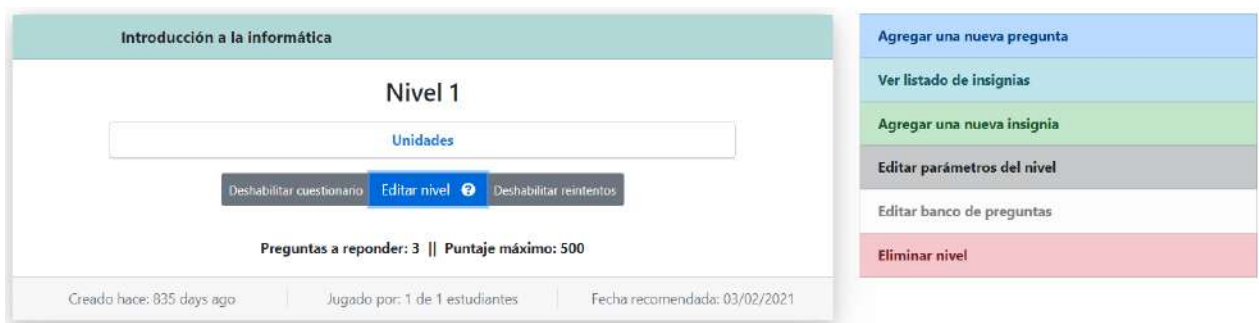 Introducción a la informática
Nivel 1
Unidades
Deshabilitar cuestionario Editar nivel ? Deshabilitar reintentos
Preguntas a reponder: 3 || Puntaje máximo: 500
Creado hace: 835 days ago Jugado por: 1 de 1 estudiantes Fecha recomendada: 03/02/2021
Agregar una nueva pregunta
Ver listado de insignias
Agregar una nueva insignia
Editar parámetros del nivel
Editar banco de preguntas
Eliminar nivel